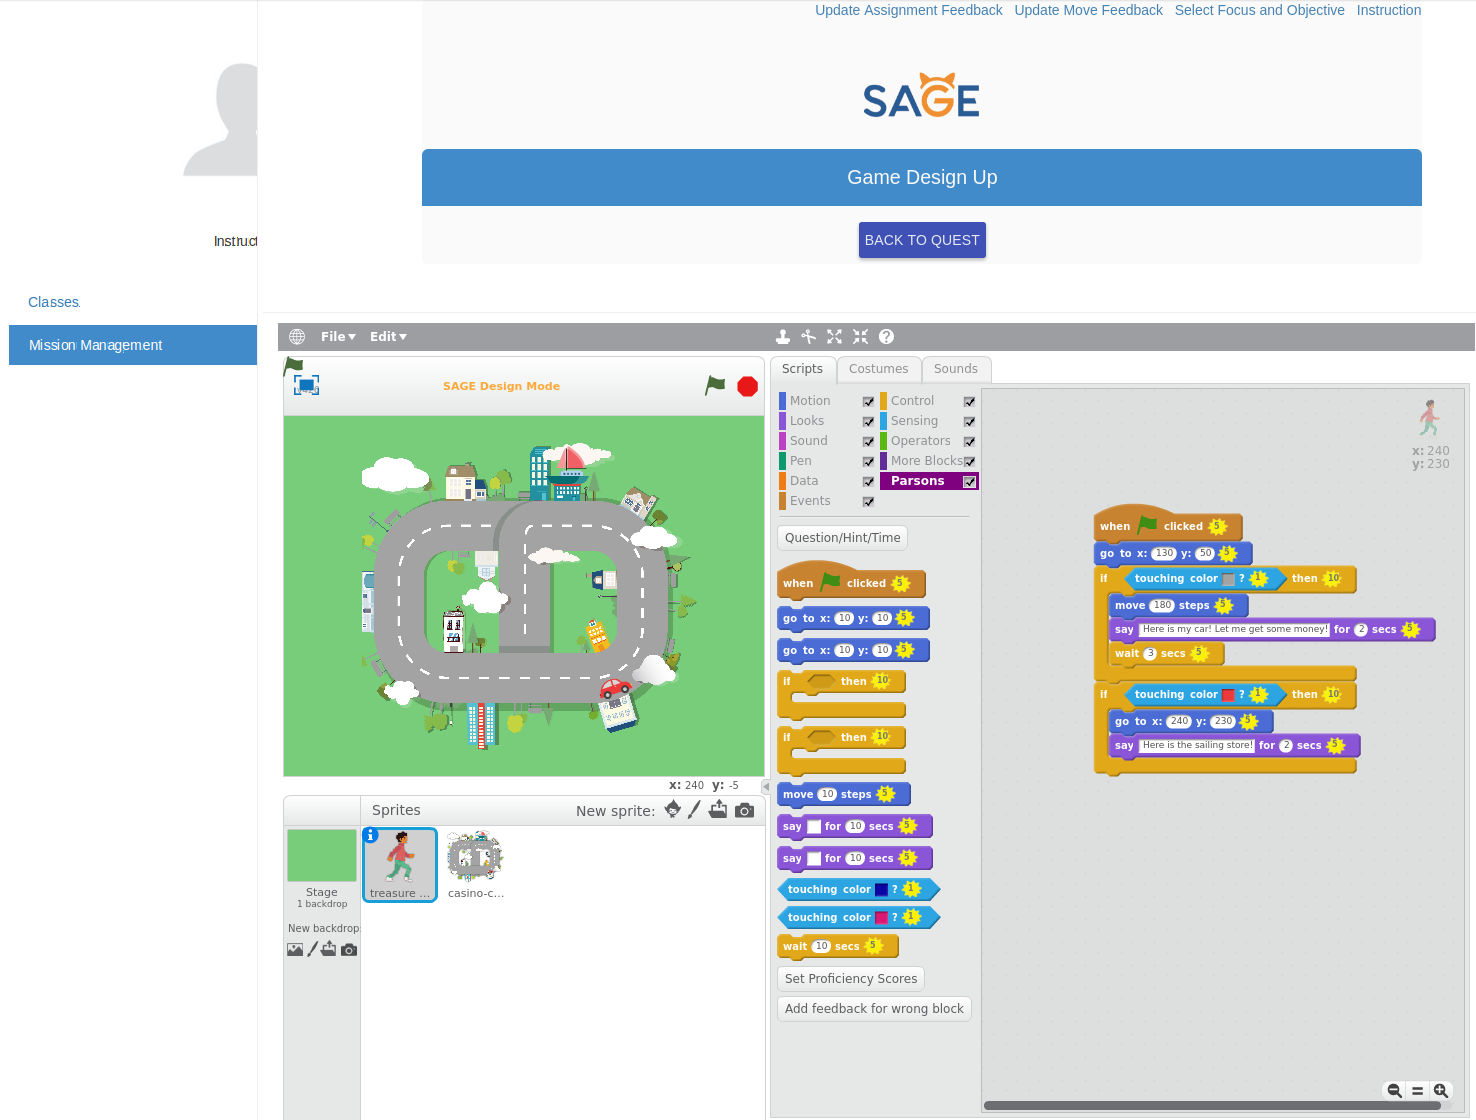 Update Assignment Feedback Update Move Feedback Select Focus and Objective Instruction
SAGE
Game Design Up
BACK TO QUEST
Instruct
Classes
Mission Management
File Edit
SAGE Design Mode
x: 240 y: -5
Sprites New sprite:
Stage
1 backdrop
New backdrop:
treasure ...
casino-c...
Scripts Costumes Sounds
Motion Control
Looks Sensing
Sound Operators
Pen More Blocks
Data Parsons
Events
Question/Hint/Time
when clicked 5
go to x: 10 y: 10 5
go to x: 10 y: 10 5
if then 10
if then 10
move 10 steps 5
say for 10 secs 5
say for 10 secs 5
touching color ? 1
touching color ? 1
wait 10 secs 5
Set Proficiency Scores
Add feedback for wrong block
x: 240
y: 230
when clicked 5
go to x: 130 y: 50 5
if touching color ? 1 then 10
move 180 steps 5
say Here is my car! Let me get some money! for 2 secs 5
wait 3 secs 5
if touching color ? 1 then 10
go to x: 240 y: 230 5
say Here is the sailing store! for 2 secs 5